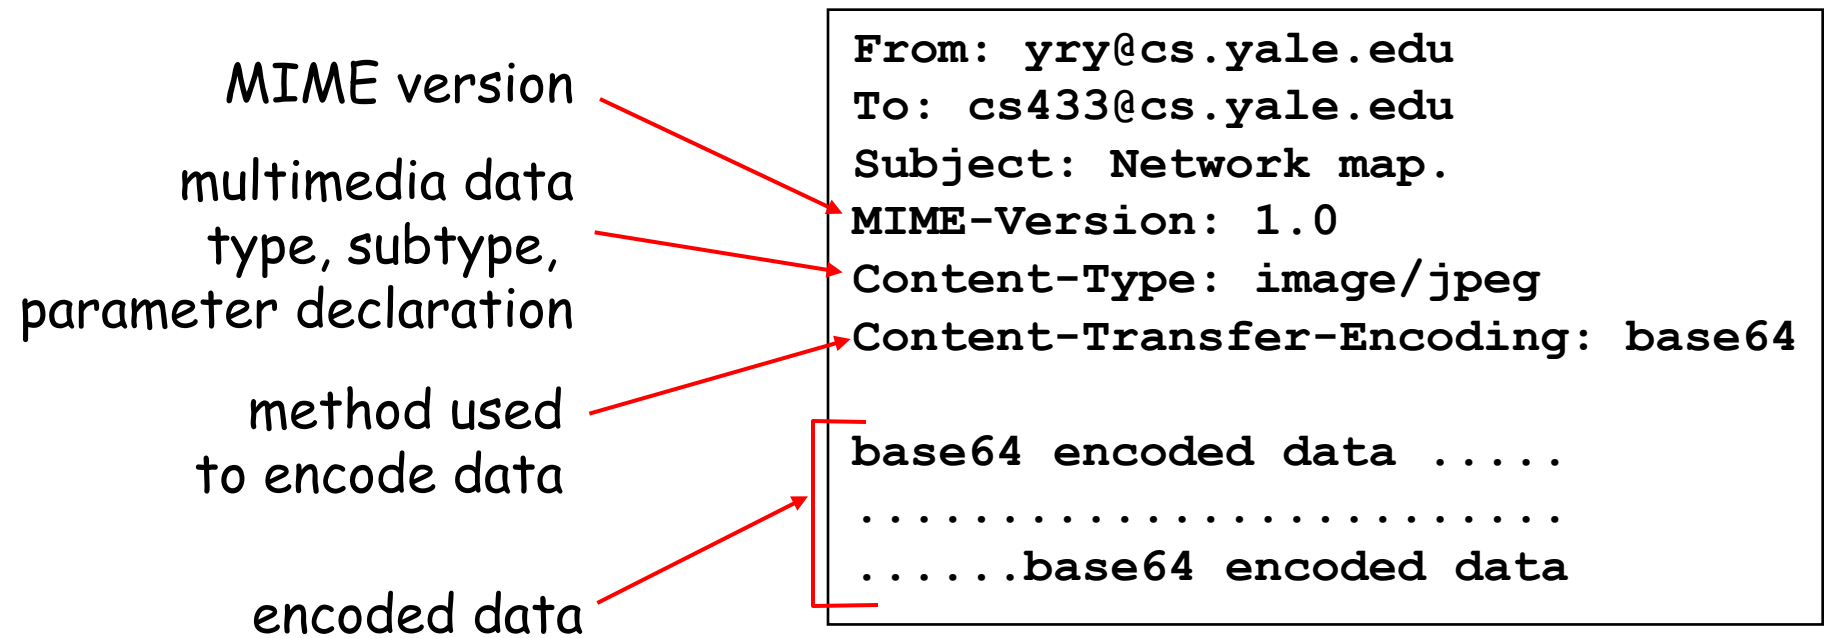 MIME version
multimedia data
type, subtype,
parameter declaration
method used
to encode data
encoded data
From: yry@cs.yale.edu
To: cs433@cs.yale.edu
Subject: Network map.
MIME-Version: 1.0
Content-Type: image/jpeg
Content-Transfer-Encoding: base64
base64 encoded data .....
.........................
......base64 encoded data